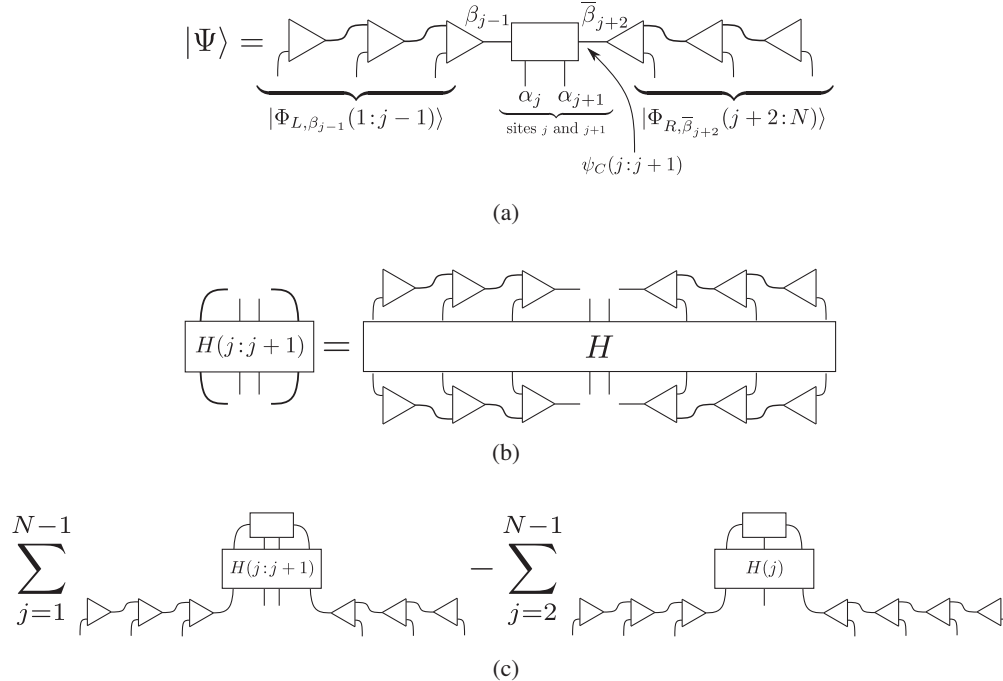 |Ψ⟩ =
β_{j−1}
β̅_{j+2}
α_j α_{j+1}
sites j and j+1
|Φ_{L,β_{j−1}}(1:j−1)⟩
|Φ_{R,β̅_{j+2}}(j+2:N)⟩
ψ_C(j:j+1)
(a)
H(j:j+1) = H
(b)
N−1
∑
j=1
H(j:j+1)
−
N−1
∑
j=2
H(j)
(c)